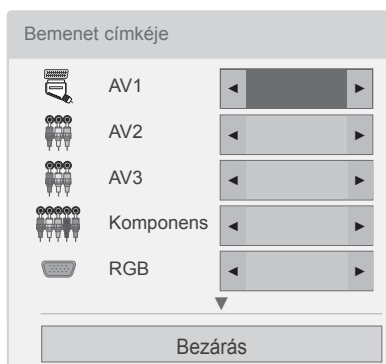 Bemenet címkéje
AV1
AV2
AV3
Komponens
RGB
Bezárás